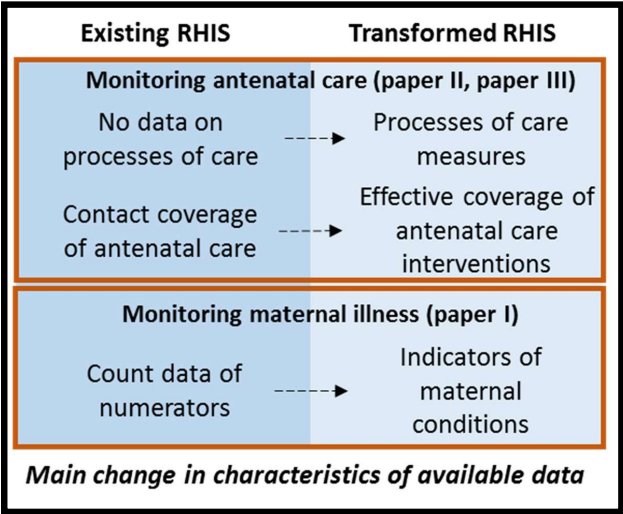 Existing RHIS
Transformed RHIS
Monitoring antenatal care (paper II, paper III)
No data on
processes of care
Processes of care
measures
Contact coverage
of antenatal care
Effective coverage of
antenatal care
interventions
Monitoring maternal illness (paper I)
Count data of
numerators
Indicators of
maternal
conditions
Main change in characteristics of available data